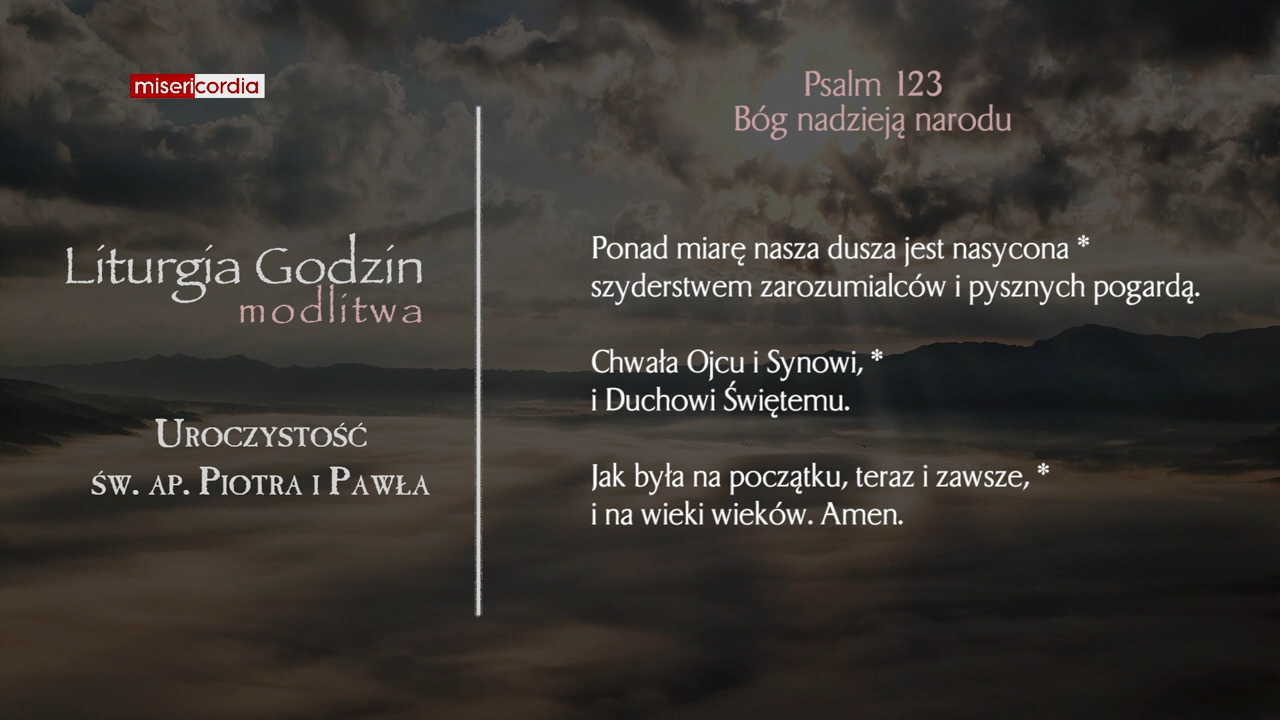 misericordia
Liturgia Godzin
modlitwa
Uroczystość
św. ap. Piotra i Pawła
Psalm 123
Bóg nadzieją narodu
Ponad miarę nasza dusza jest nasycona *
szyderstwem zarozumialców i pysznych pogardą.
Chwała Ojcu i Synowi, *
i Duchowi Świętemu.
Jak była na początku, teraz i zawsze, *
i na wieki wieków. Amen.